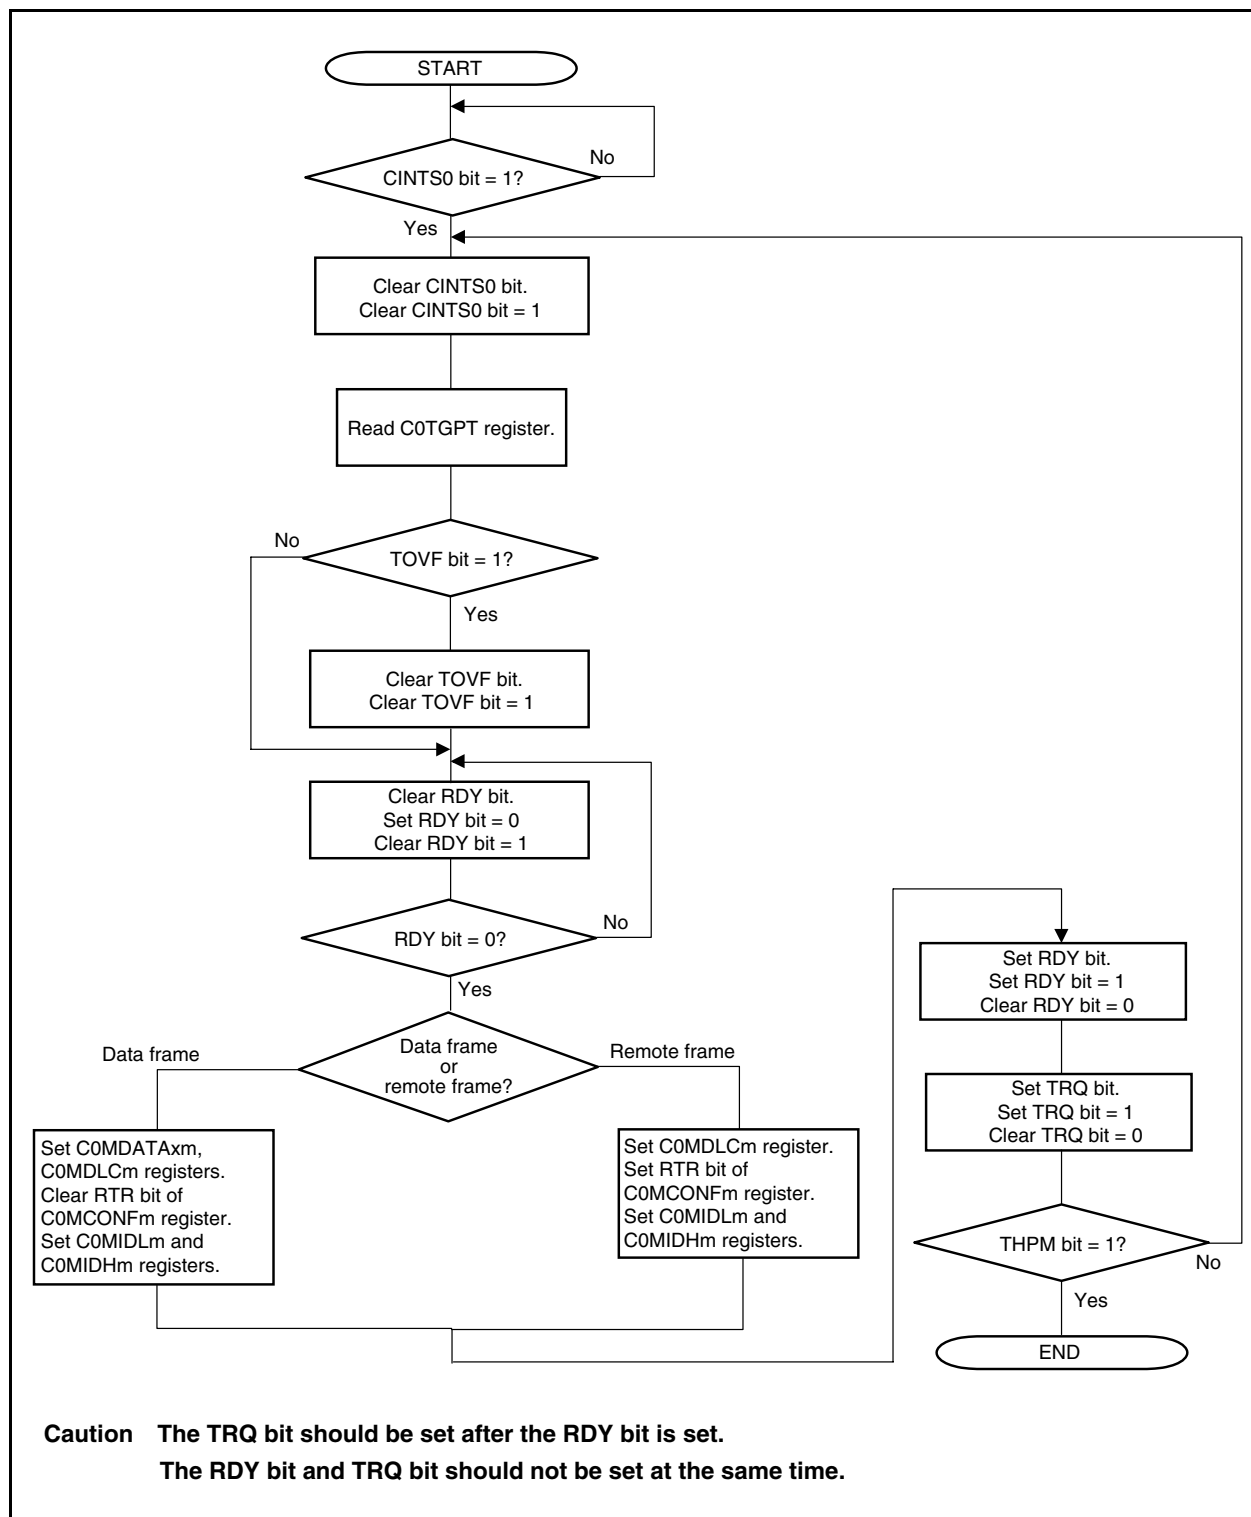 START
CINTS0 bit = 1?
No
Yes
Clear CINTS0 bit.
Clear CINTS0 bit = 1
Read C0TGPT register.
No
TOVF bit = 1?
Yes
Clear TOVF bit.
Clear TOVF bit = 1
Clear RDY bit.
Set RDY bit = 0
Clear RDY bit = 1
RDY bit = 0?
No
Yes
Data frame
or
remote frame?
Data frame
Remote frame
Set C0MDATAxm,
C0MDLCm registers.
Clear RTR bit of
C0MCONFm register.
Set C0MIDLm and
C0MIDHm registers.
Set C0MDLCm register.
Set RTR bit of
C0MCONFm register.
Set C0MIDLm and
C0MIDHm registers.
Set RDY bit.
Set RDY bit = 1
Clear RDY bit = 0
Set TRQ bit.
Set TRQ bit = 1
Clear TRQ bit = 0
THPM bit = 1?
No
Yes
END
Caution The TRQ bit should be set after the RDY bit is set.
The RDY bit and TRQ bit should not be set at the same time.